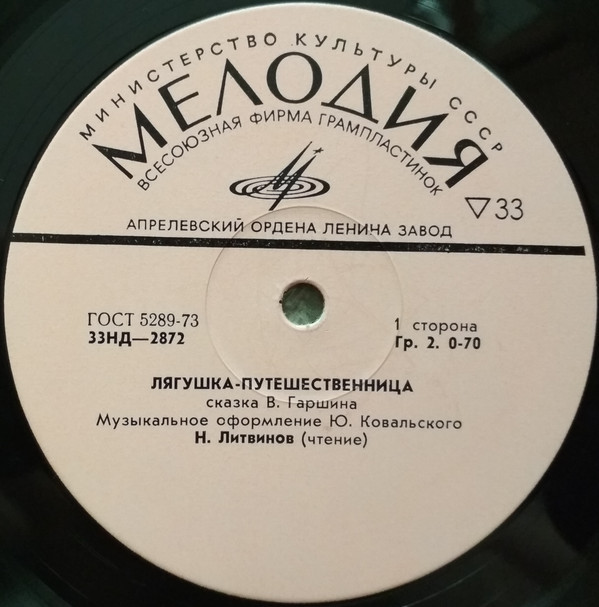 МИНИСТЕРСТВО КУЛЬТУРЫ СССР
МЕЛОДИЯ
ВСЕСОЮЗНАЯ ФИРМА ГРАМПЛАСТИНОК
▽33
АПРЕЛЕВСКИЙ ОРДЕНА ЛЕНИНА ЗАВОД
ГОСТ 5289-73
33НД—2872
1 сторона
Гр. 2. 0-70
ЛЯГУШКА-ПУТЕШЕСТВЕННИЦА
сказка В. Гаршина
Музыкальное оформление Ю. Ковальского
Н. Литвинов (чтение)